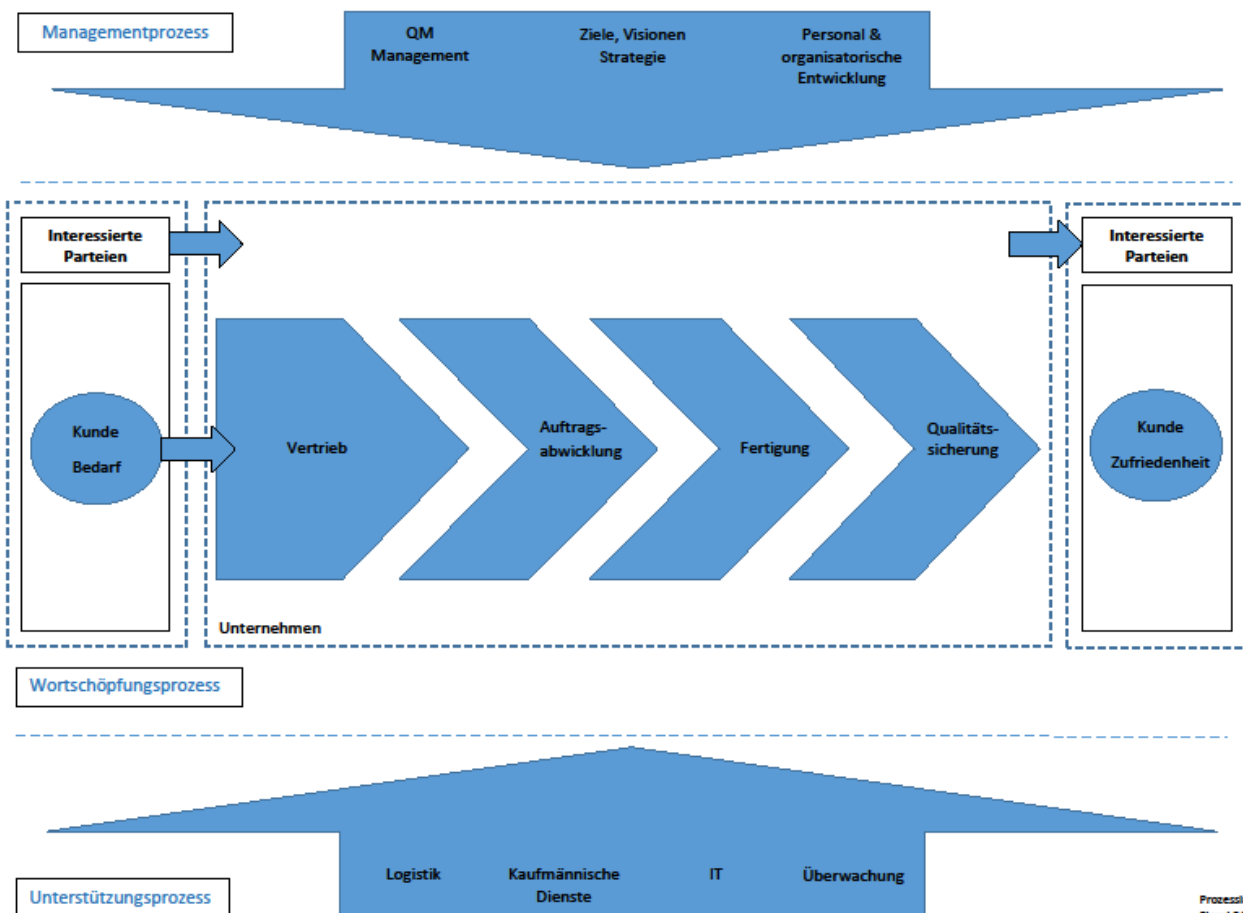 Managementprozess
QM
Management
Ziele, Visionen
Strategie
Personal &
organisatorische
Entwicklung
Interessierte
Parteien
Interessierte
Parteien
Kunde
Bedarf
Vertrieb
Auftrags-
abwicklung
Fertigung
Qualitäts-
sicherung
Kunde
Zufriedenheit
Unternehmen
Wortschöpfungsprozess
Logistik
Kaufmännische
Dienste
IT
Überwachung
Unterstützungsprozess